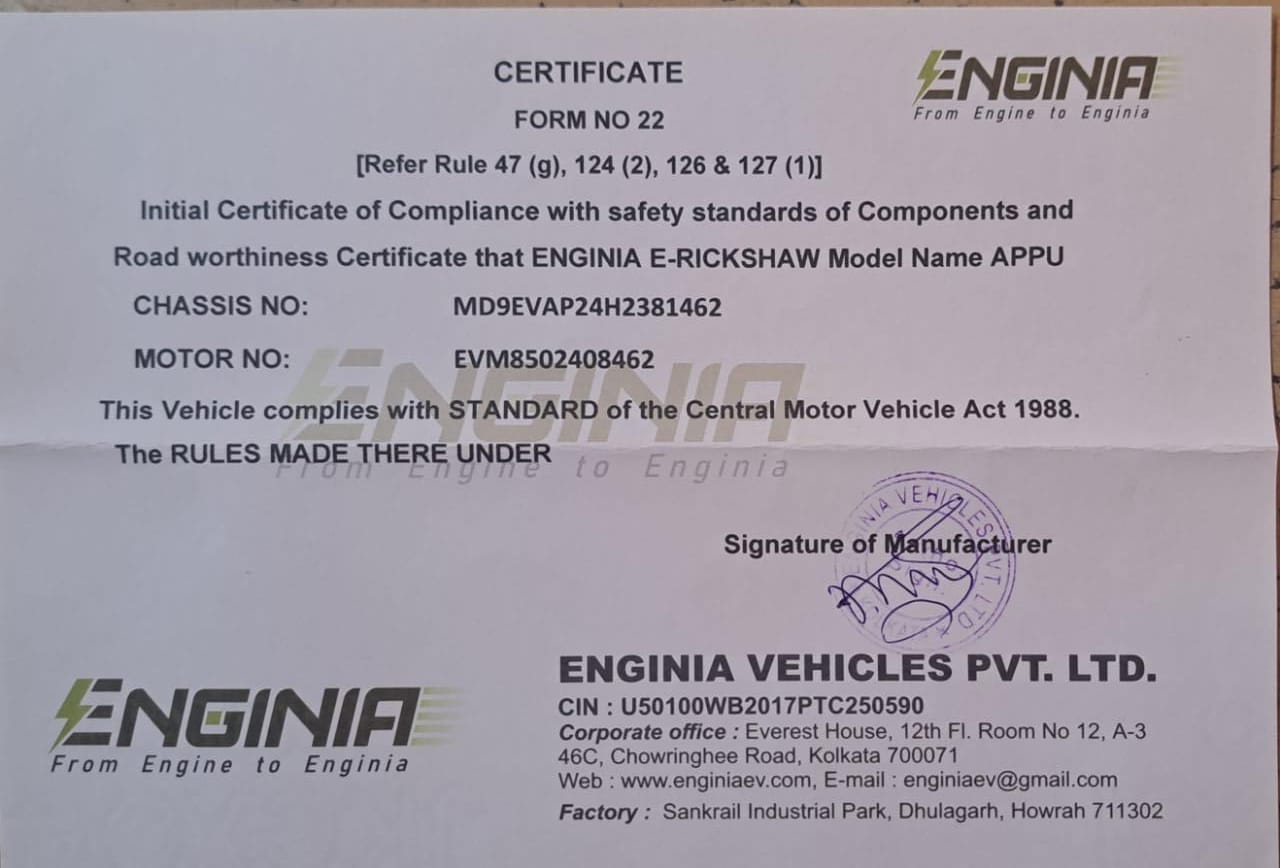 CERTIFICATE
ENGINIA
From Engine to Enginia
FORM NO 22
[Refer Rule 47 (g), 124 (2), 126 & 127 (1)]
Initial Certificate of Compliance with safety standards of Components and
Road worthiness Certificate that ENGINIA E-RICKSHAW Model Name APPU
CHASSIS NO: MD9EVAP24H2381462
MOTOR NO: EVM8502408462
ENGINIA
This Vehicle complies with STANDARD of the Central Motor Vehicle Act 1988.
The RULES MADE THERE UNDER
From Engine to Enginia
ENGINIA VEHICLES PVT. LTD
Signature of Manufacturer
ENGINIA
From Engine to Enginia
ENGINIA VEHICLES PVT. LTD.
CIN : U50100WB2017PTC250590
Corporate office : Everest House, 12th Fl. Room No 12, A-3
46C, Chowringhee Road, Kolkata 700071
Web : www.enginiaev.com, E-mail : enginiaev@gmail.com
Factory : Sankrail Industrial Park, Dhulagarh, Howrah 711302